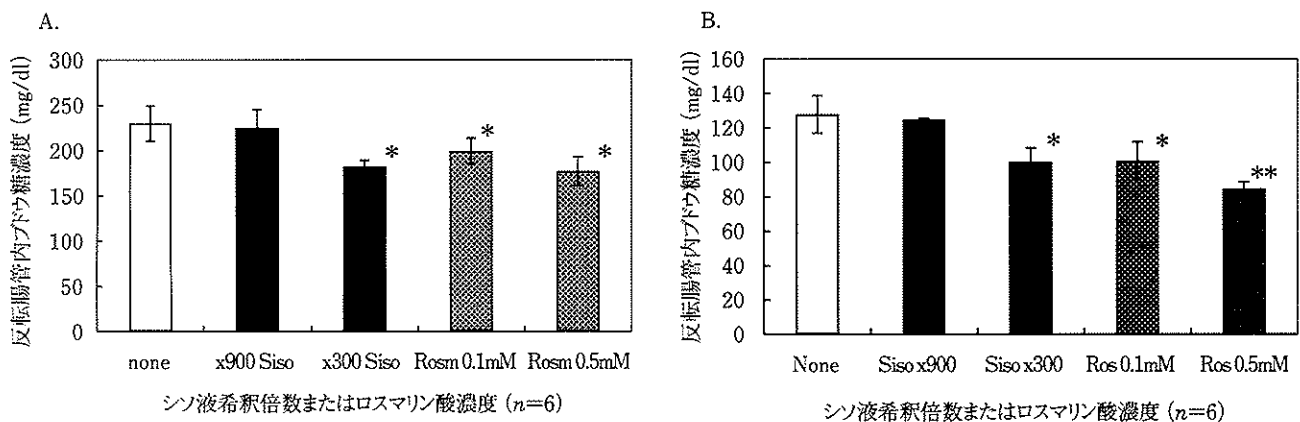 A.
反転腸管内ブドウ糖濃度 (mg/dl)
300
250
200
150
100
50
0
*
*
*
none x900 Siso x300 Siso Rosm 0.1mM Rosm 0.5mM
シソ液希釈倍数またはロスマリン酸濃度 (n=6)
B.
反転腸管内ブドウ糖濃度 (mg/dl)
160
140
120
100
80
60
40
20
0
*
*
**
None Siso x900 Siso x300 Ros 0.1mM Ros 0.5mM
シソ液希釈倍数またはロスマリン酸濃度 (n=6)